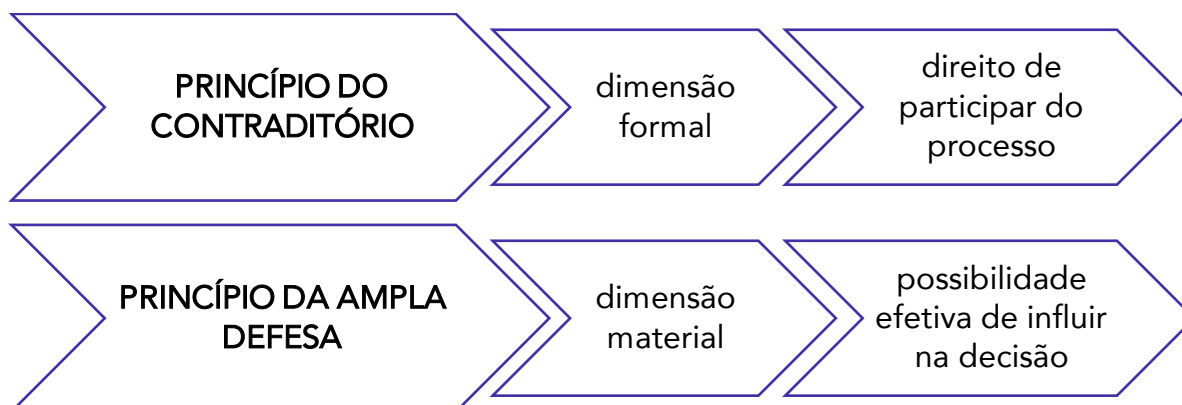 PRINCÍPIO DO
CONTRADITÓRIO
dimensão
formal
direito de
participar do
processo
PRINCÍPIO DA AMPLA
DEFESA
dimensão
material
possibilidade
efetiva de influir
na decisão